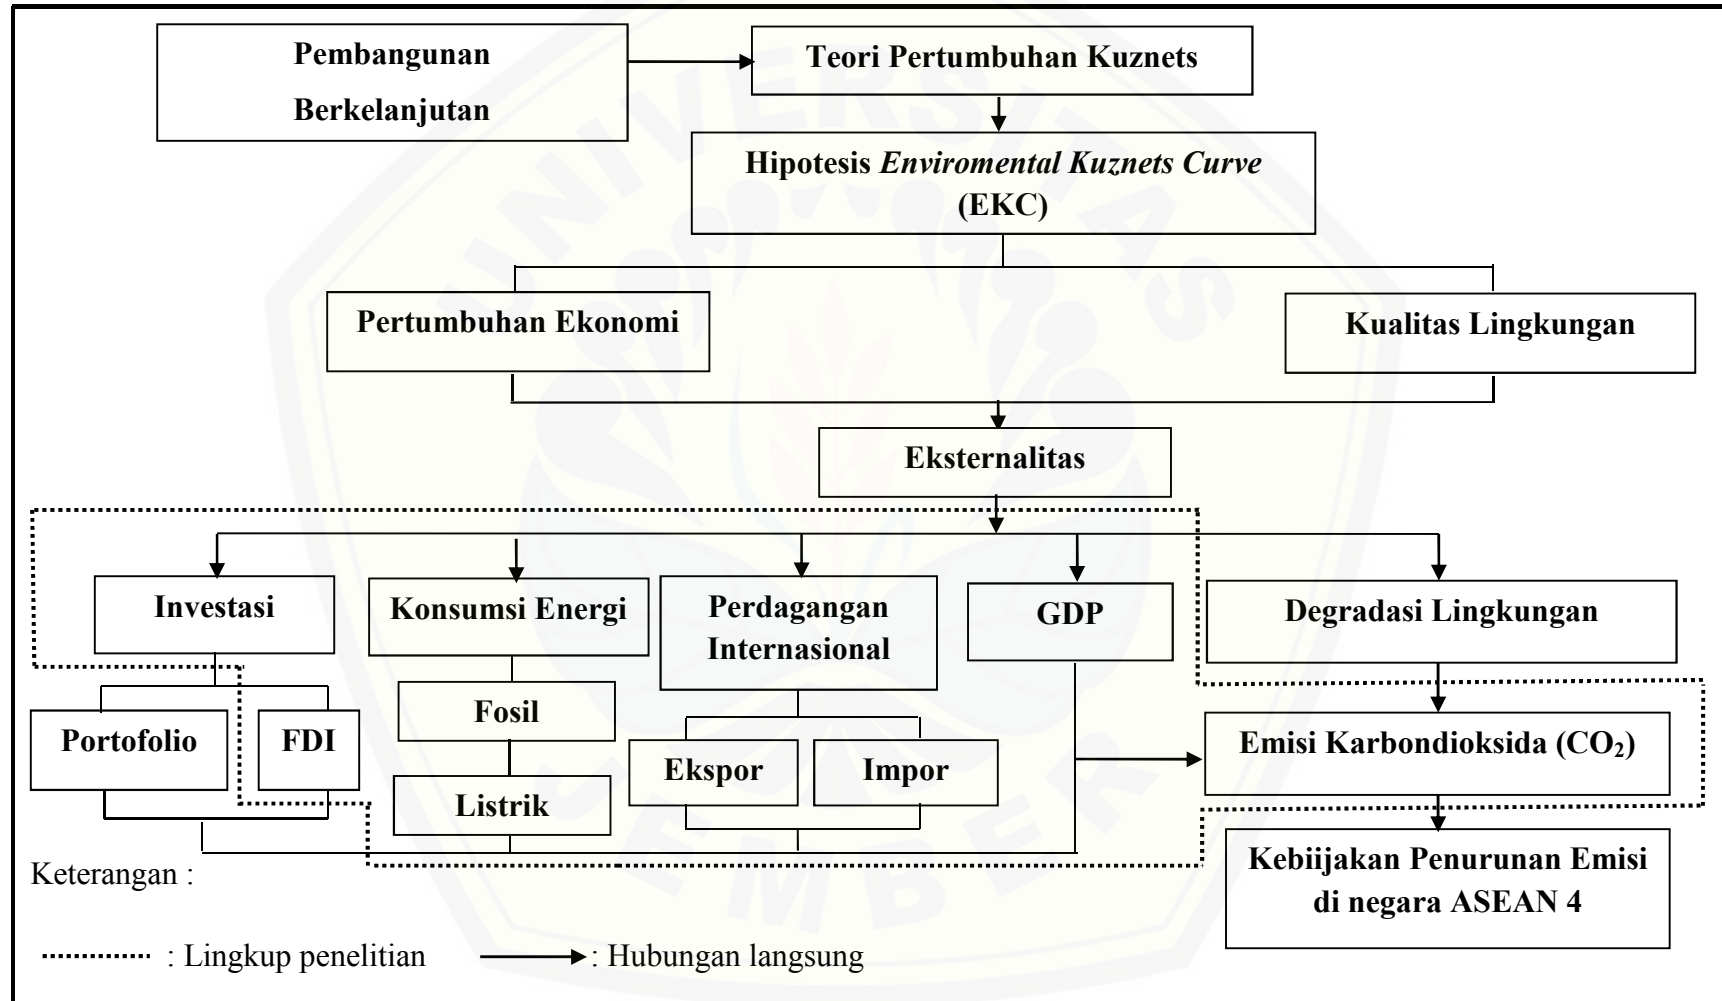 Pembangunan
Berkelanjutan
Teori Pertumbuhan Kuznets
Hipotesis Enviromental Kuznets Curve
(EKC)
Pertumbuhan Ekonomi
Kualitas Lingkungan
Eksternalitas
Investasi
Konsumsi Energi
Perdagangan
Internasional
GDP
Degradasi Lingkungan
Portofolio
FDI
Fosil
Listrik
Ekspor
Impor
Emisi Karbondioksida (CO₂)
Kebiijakan Penurunan Emisi
di negara ASEAN 4
Keterangan :
: Lingkup penelitian
: Hubungan langsung
UNIVERSITAS
JEMBER